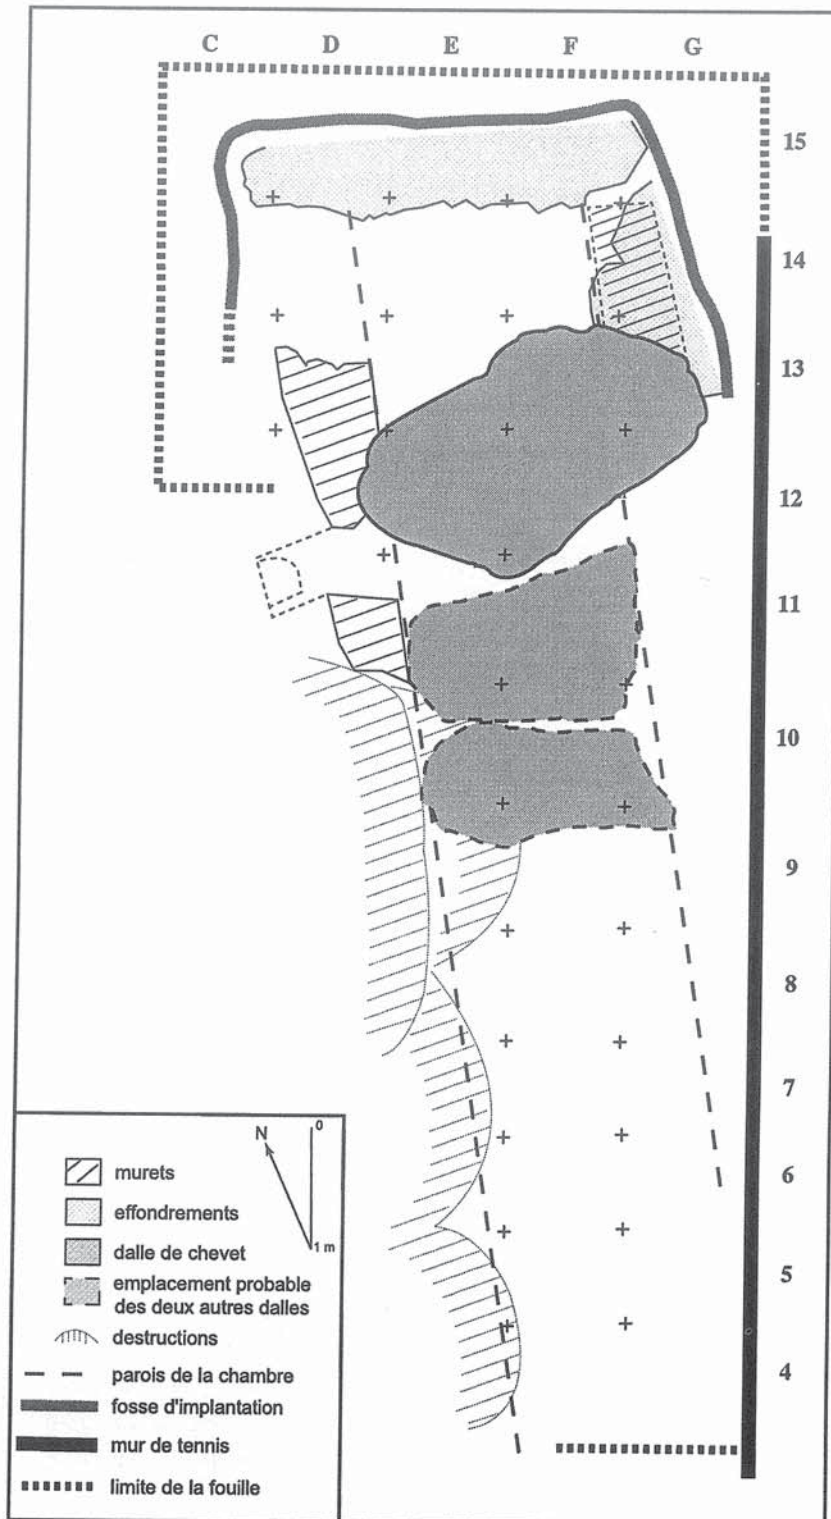 C D E F G
15
14
13
12
11
10
9
8
7
6
5
4
N
0
1 m
murets
effondrements
dalle de chevet
emplacement probable
des deux autres dalles
destructions
parois de la chambre
fosse d'implantation
mur de tennis
limite de la fouille